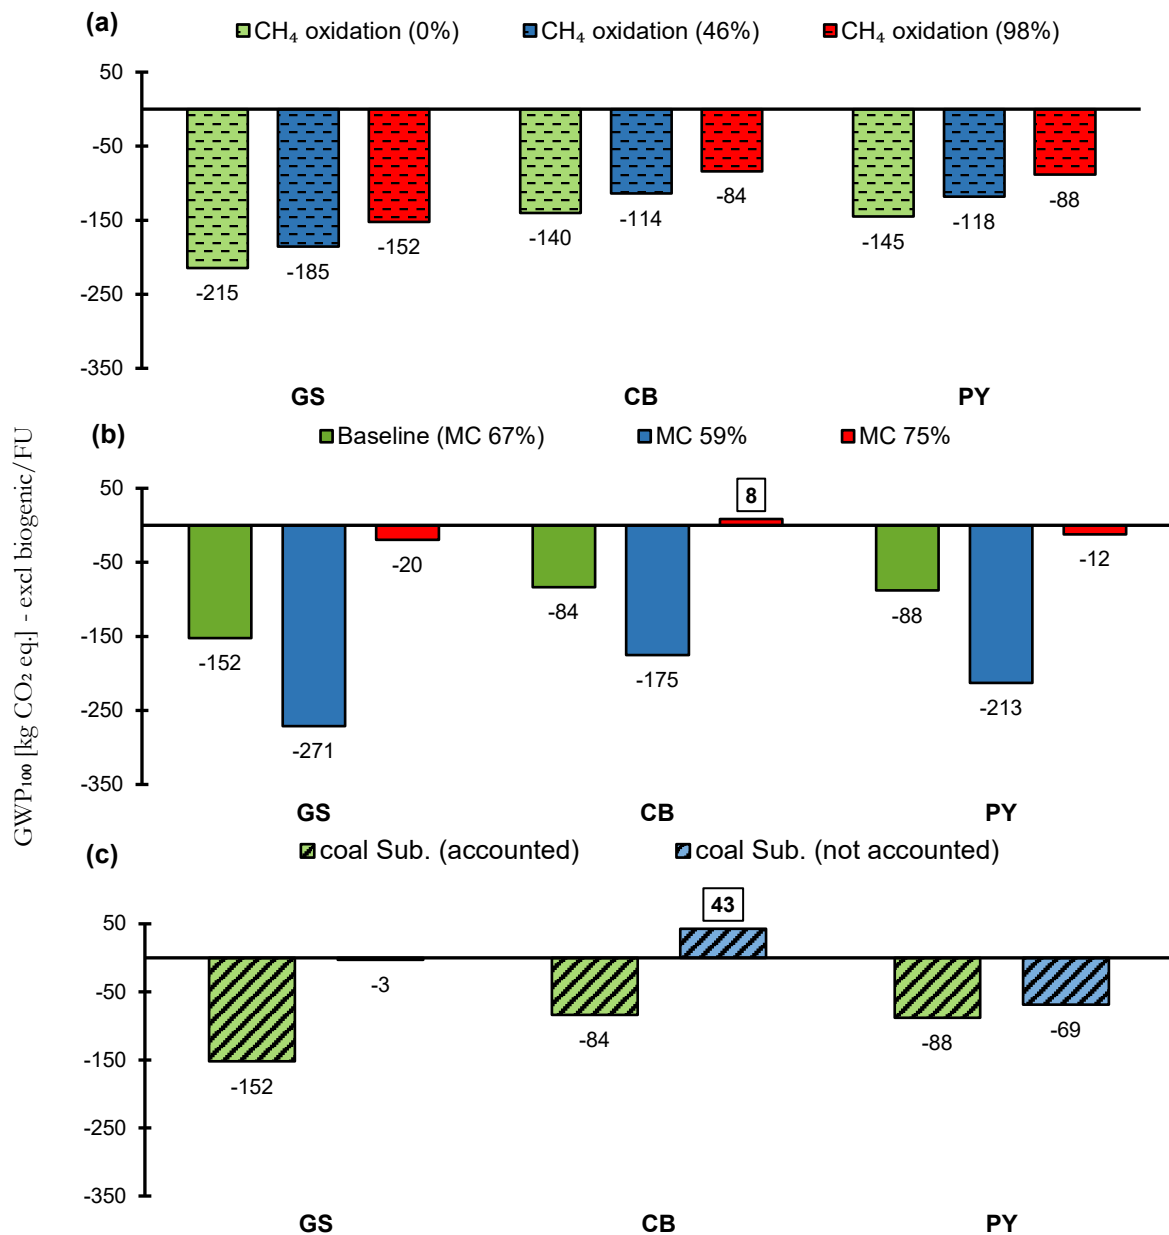 (a)
CH₄ oxidation (0%) CH₄ oxidation (46%) CH₄ oxidation (98%)
50
-50
-150
-250
-350
-215 -185 -152 -140 -114 -84 -145 -118 -88
GS CB PY
GWP₁₀₀ [kg CO₂ eq.] - excl biogenic/FU
(b)
Baseline (MC 67%) MC 59% MC 75%
50
-50
-150
-250
-350
-152 -271 -20 -84 -175 8 -88 -213 -12
GS CB PY
(c)
coal Sub. (accounted) coal Sub. (not accounted)
50
-50
-150
-250
-350
-152 -3 -84 43 -88 -69
GS CB PY